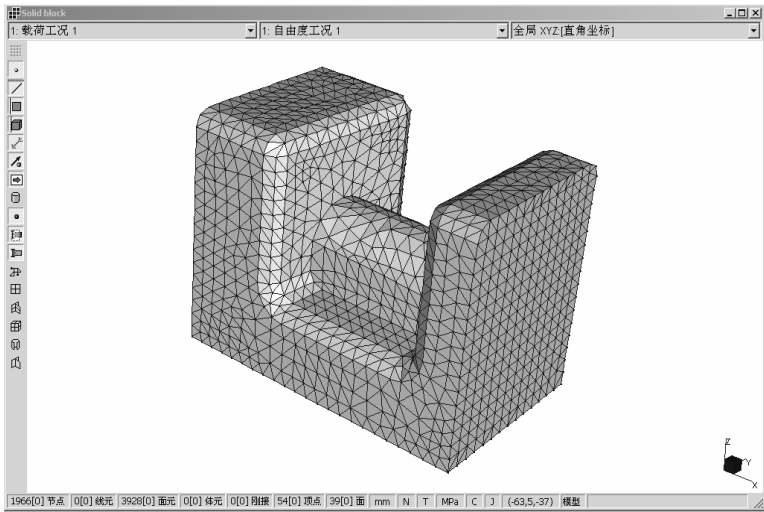 Solid block
1: 载荷工况 1 1: 自由度工况 1 全局 XYZ[直角坐标]
Z
Y
X
1966[0] 节点 0[0] 线元 3928[0] 面元 0[0] 体元 0[0] 刚接 54[0] 顶点 39[0] 面 mm N T MPa C J (-63,5,-37) 模型